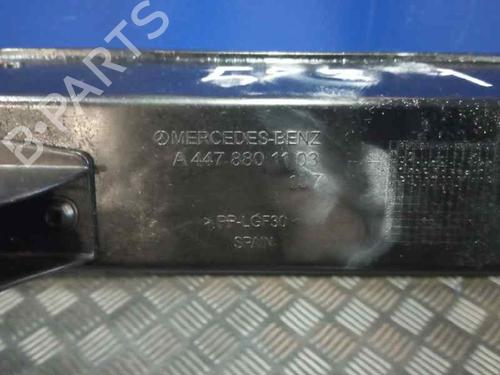 B-PARTS
MERCEDES-BENZ
A 447 880 11 03
>PP-LGF30<
SPAIN